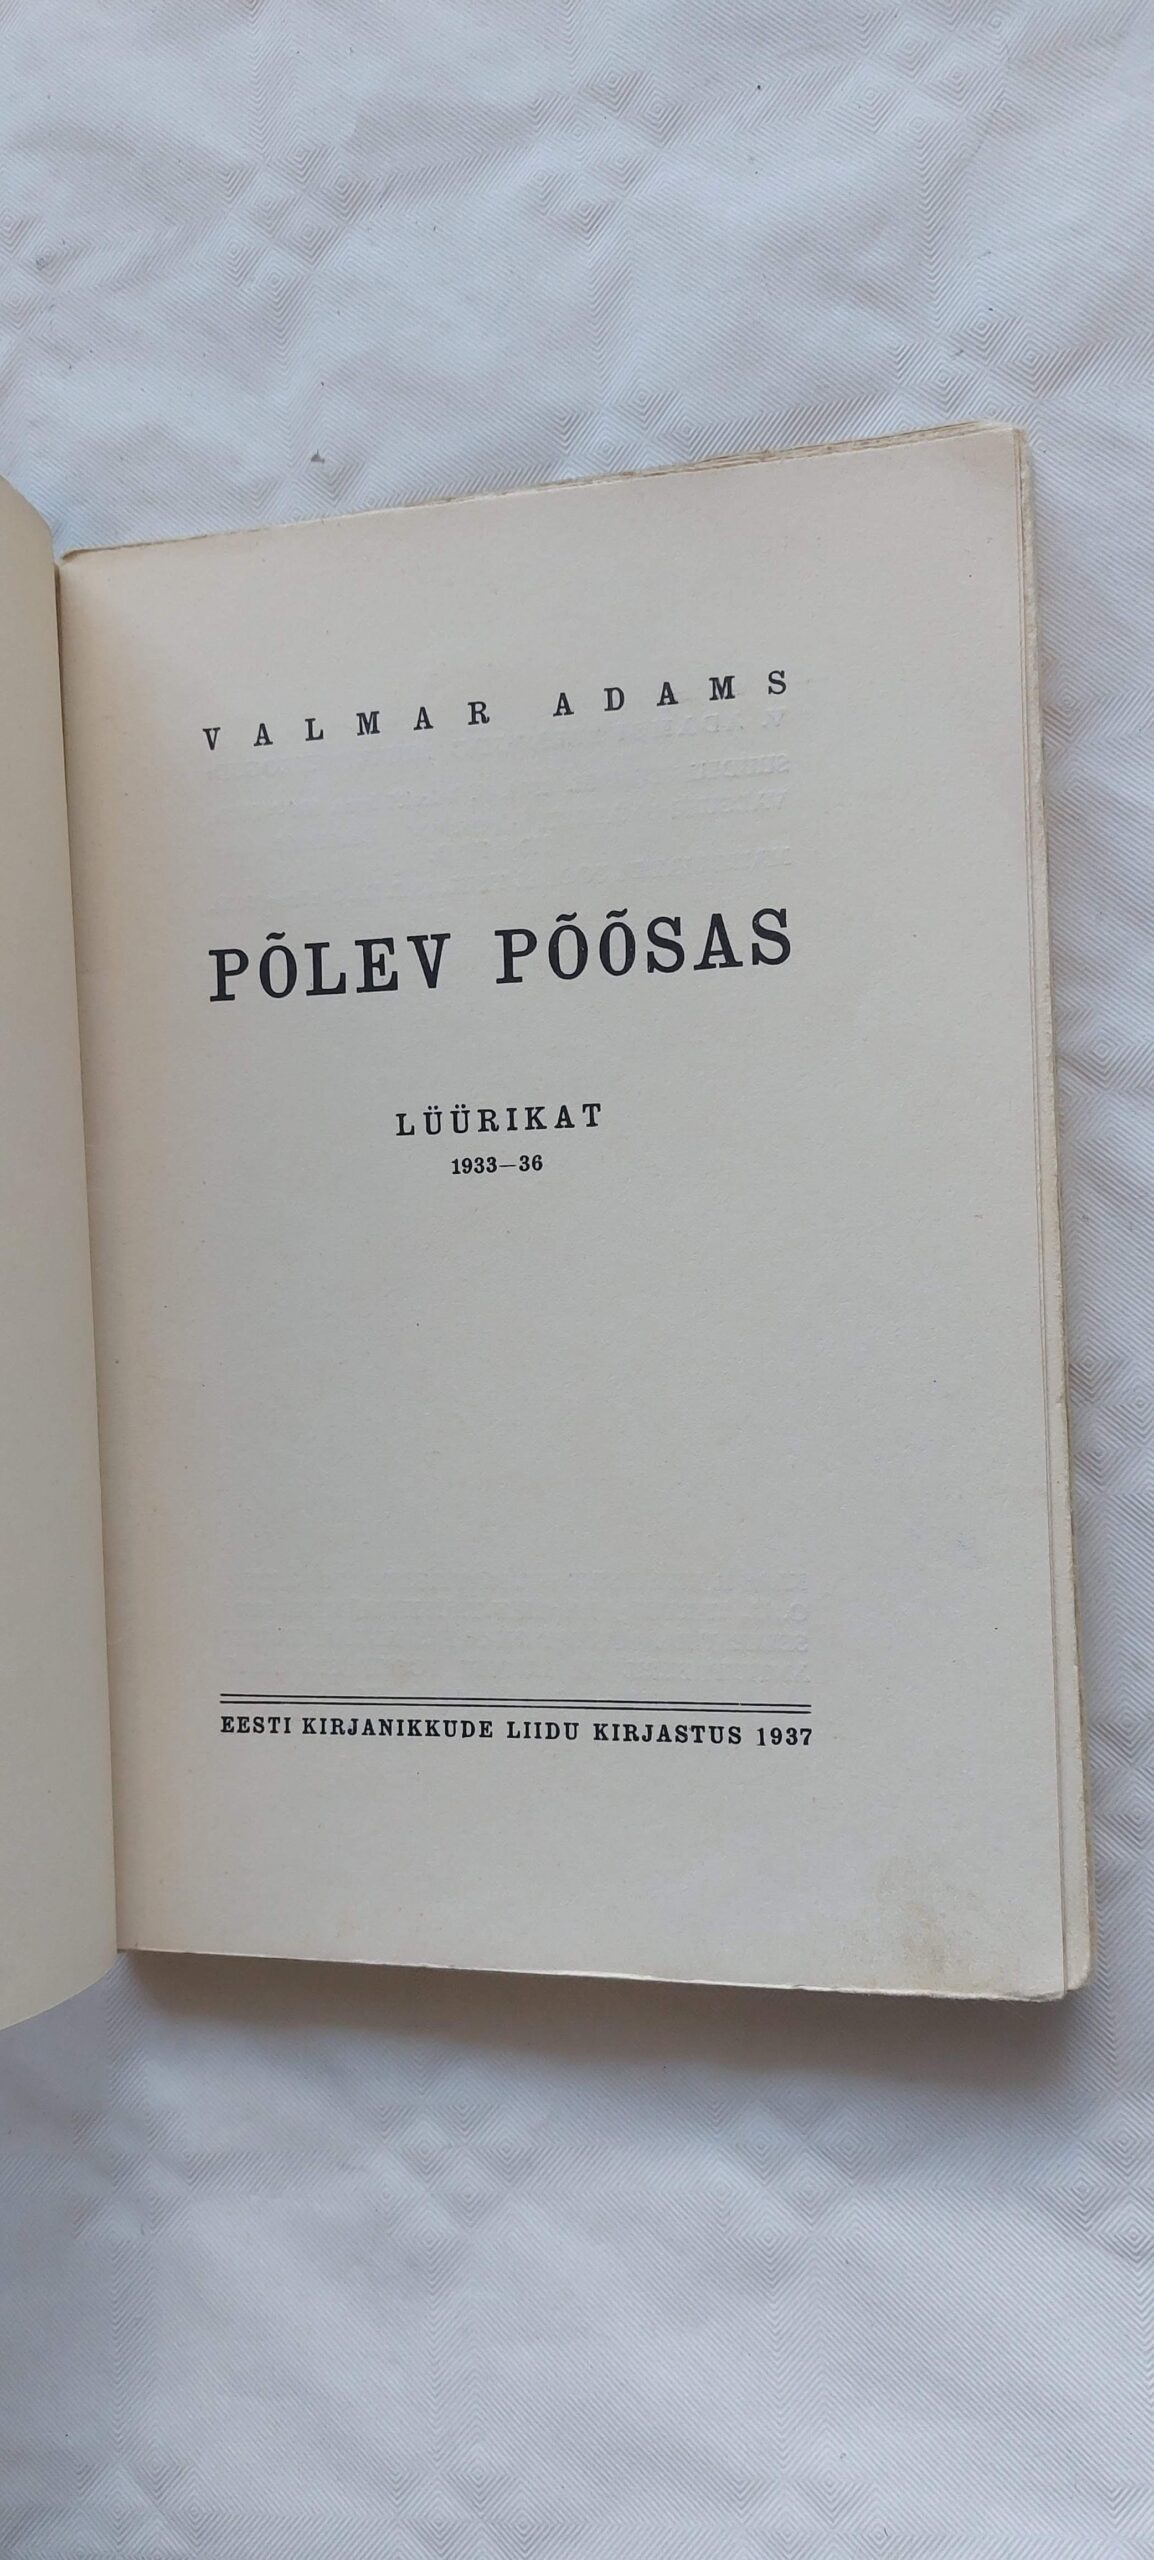 VALMAR ADAMS
PÕLEV PÕÕSAS
LÜÜRIKAT
1933—36
EESTI KIRJANIKKUDE LIIDU KIRJASTUS 1937